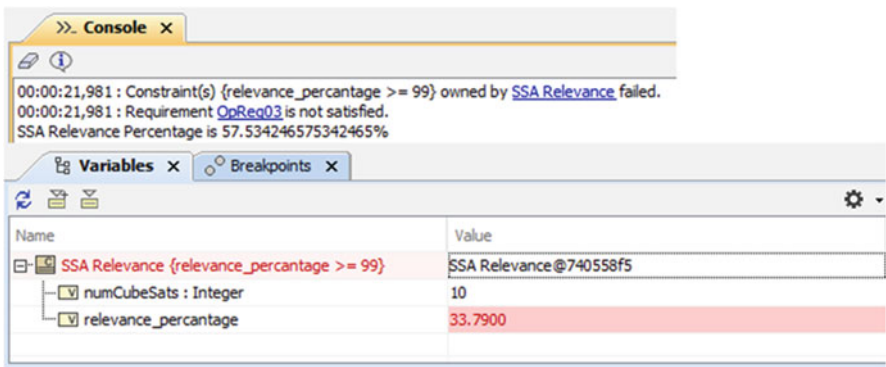 Console
00:00:21,981 : Constraint(s) {relevance_percantage >= 99} owned by SSA Relevance failed.
00:00:21,981 : Requirement OpReq03 is not satisfied.
SSA Relevance Percentage is 57.534246575342465%
Variables Breakpoints
Name Value
SSA Relevance {relevance_percantage >= 99} SSA Relevance@740558f5
numCubeSats : Integer 10
relevance_percantage 33.7900